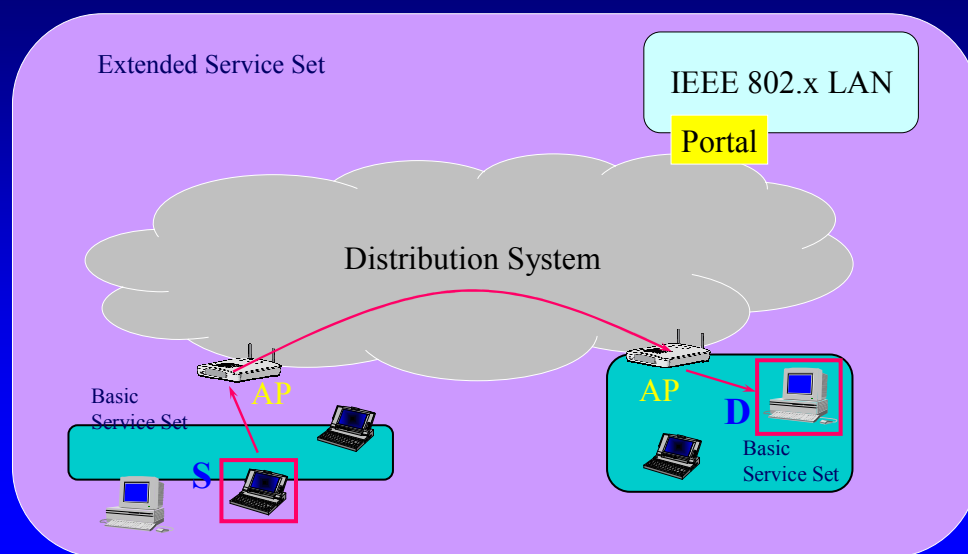 Extended Service Set
IEEE 802.x LAN
Portal
Distribution System
AP
AP
Basic
Service Set
S
D
Basic
Service Set